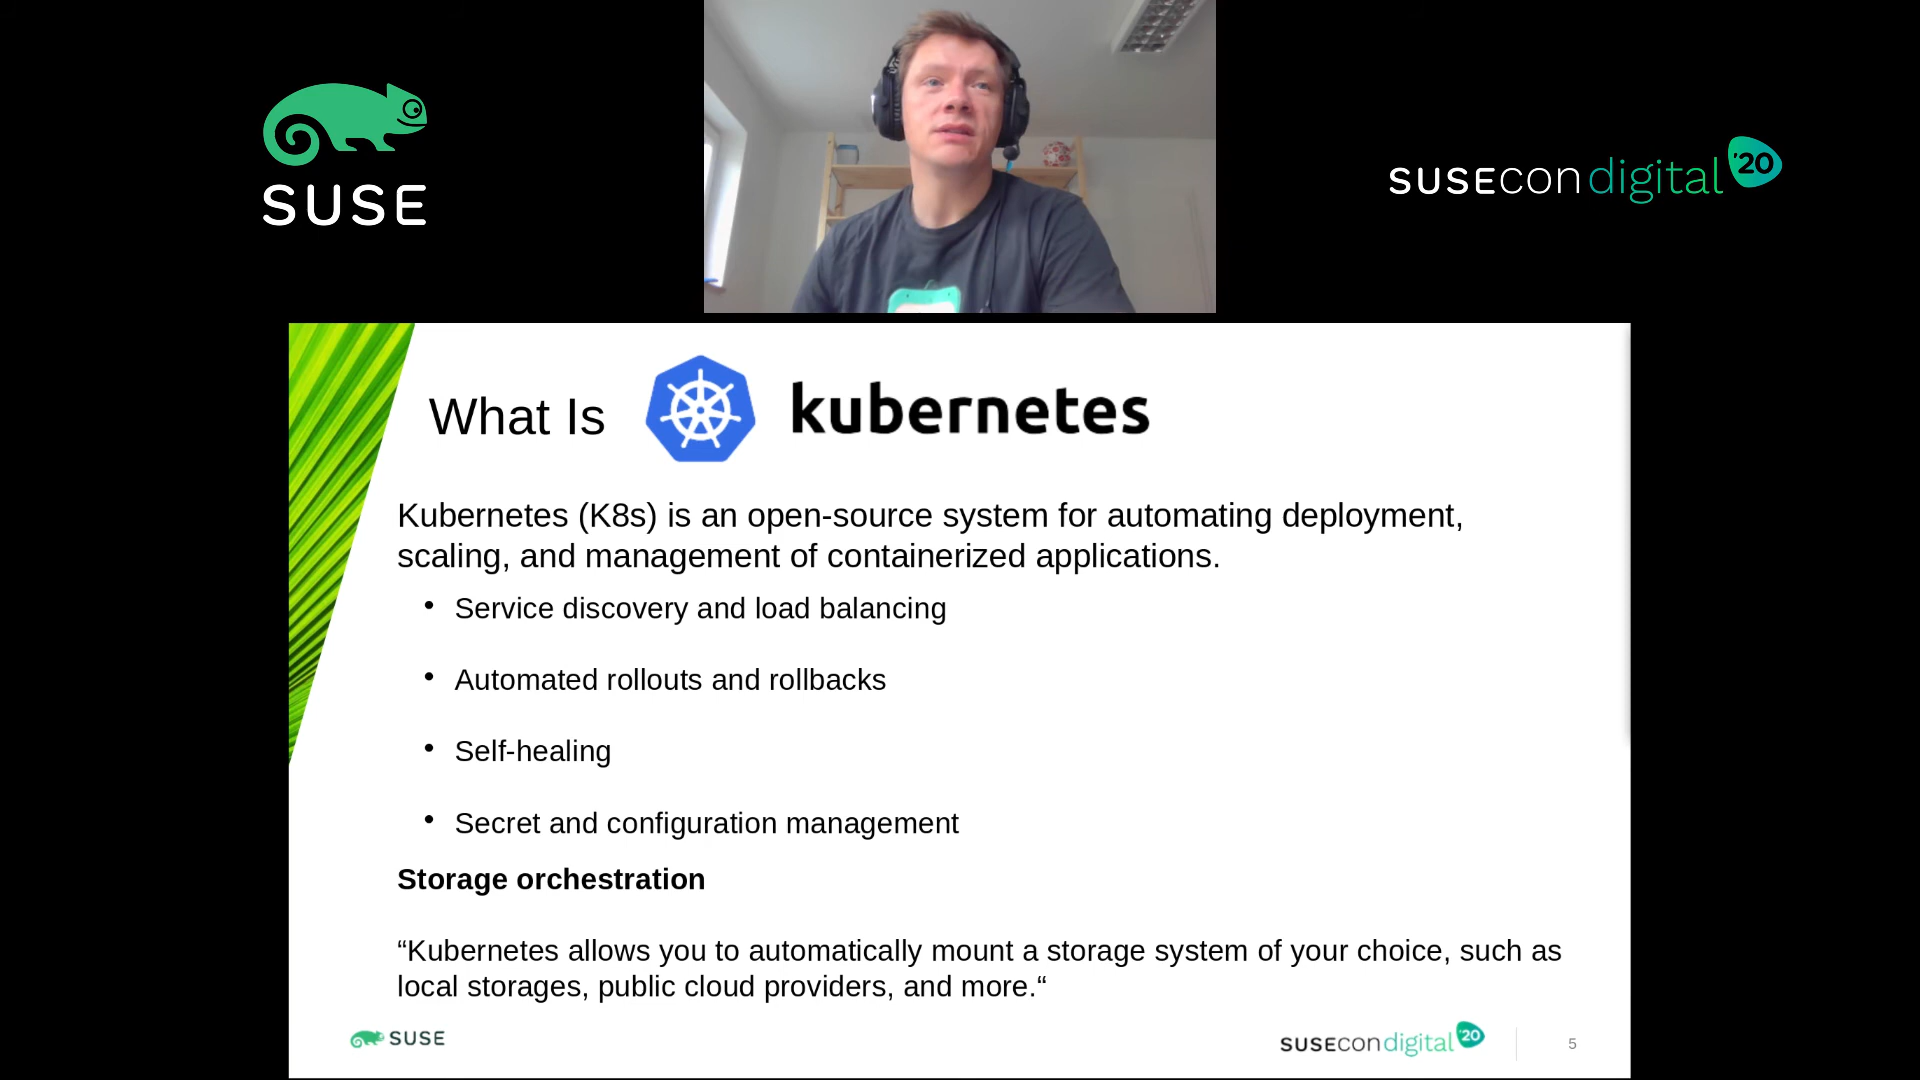 SUSE
SUSEcon digital '20
What Is kubernetes
Kubernetes (K8s) is an open-source system for automating deployment,
scaling, and management of containerized applications.
• Service discovery and load balancing
• Automated rollouts and rollbacks
• Self-healing
• Secret and configuration management
Storage orchestration
“Kubernetes allows you to automatically mount a storage system of your choice, such as
local storages, public cloud providers, and more.“
SUSE
SUSEcon digital '20
5